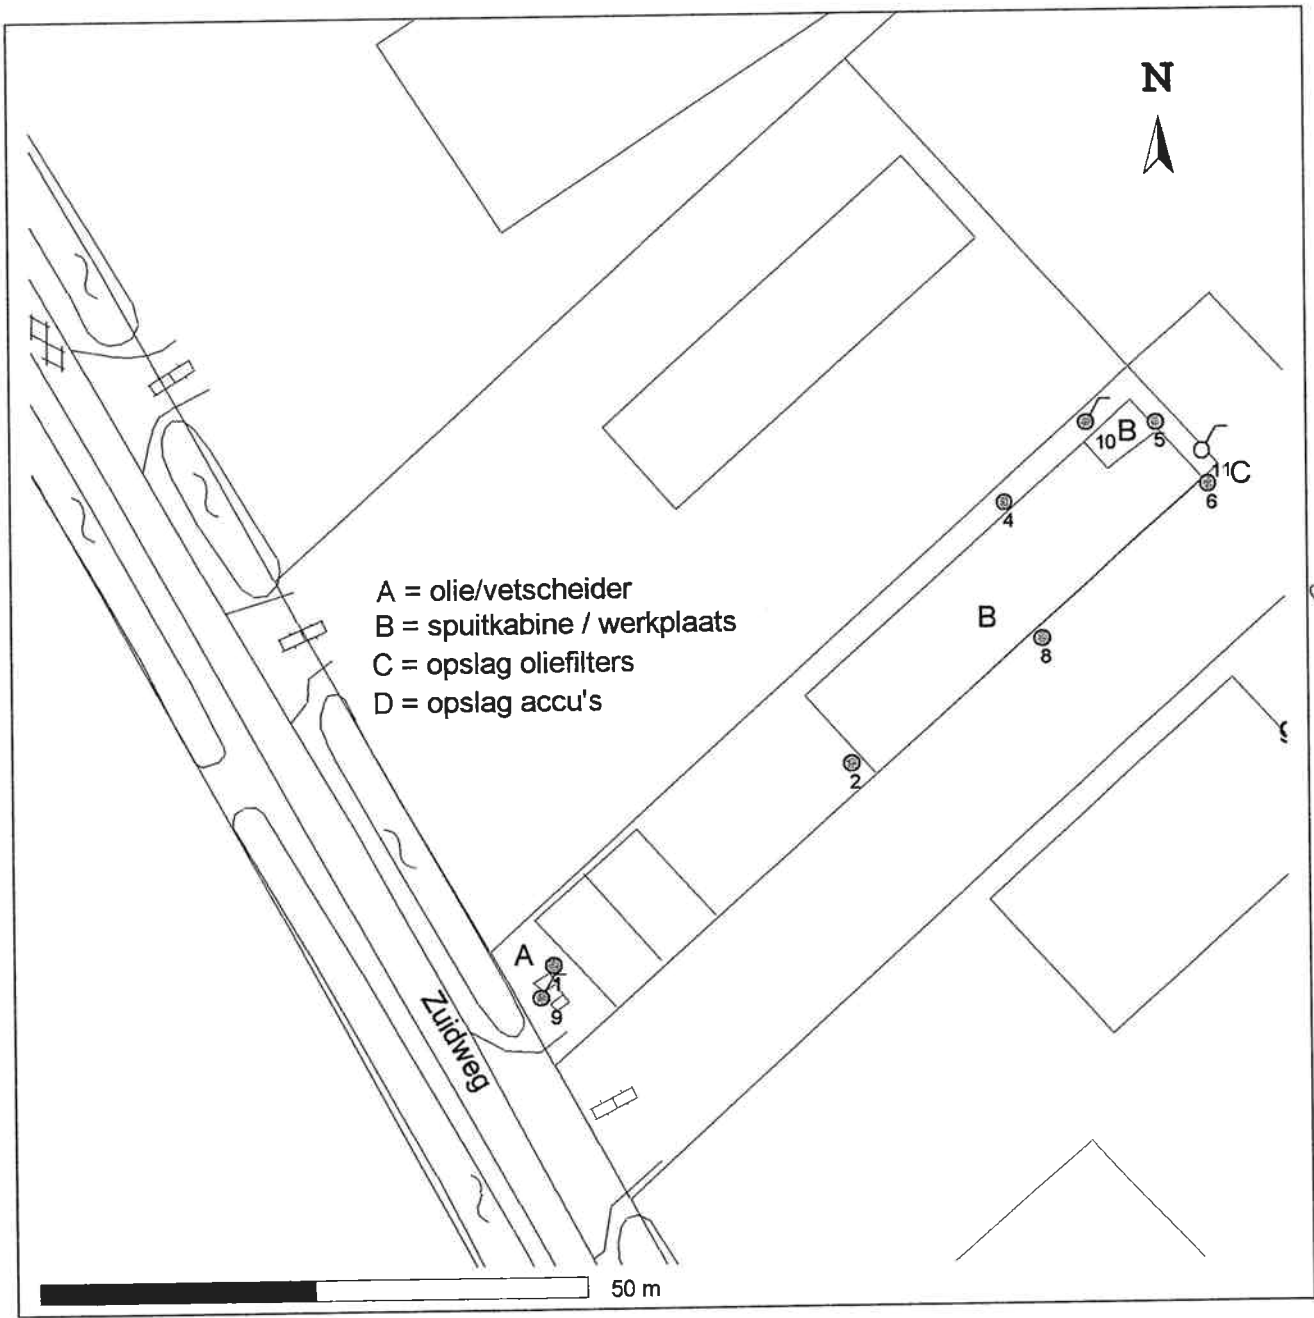 N
10
B
5
11
C
6
4
A = olie/vetscheider
B = spuitkabine / werkplaats
C = opslag oliefilters
D = opslag accu's
B
8
2
A
1
9
Zuidweg
50 m